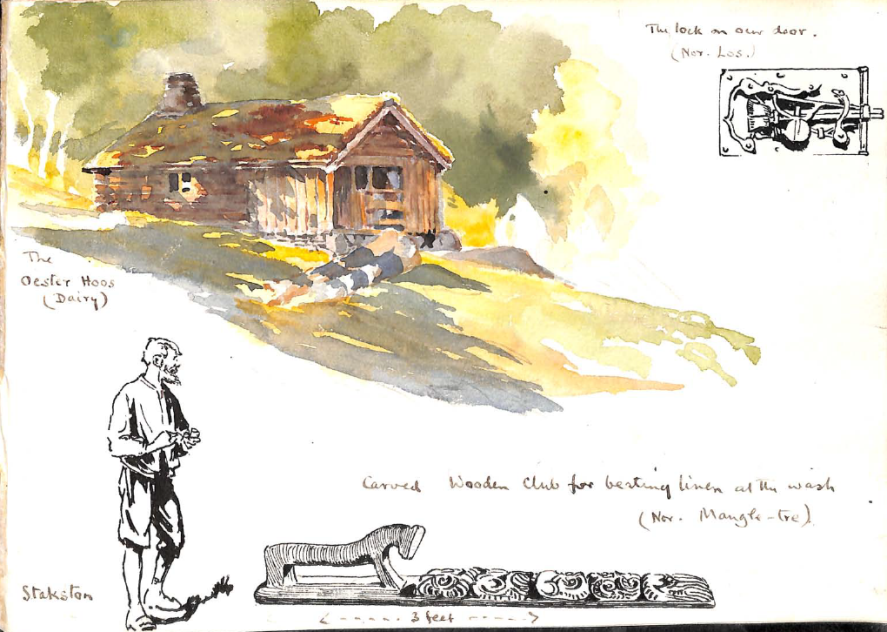 The lock on our door.
(Nor. Los.)
The
Oester Hoos
(Dairy)
Carved Wooden Club for beating linen at the wash
(Nor. Mangle-tre)
Stakston
3 feet